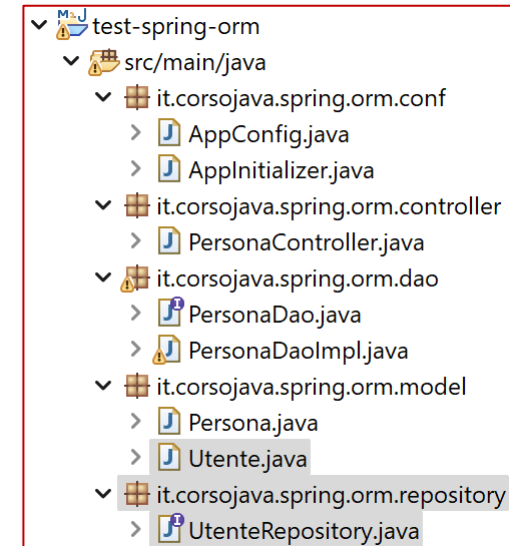 test-spring-orm
src/main/java
it.corsojava.spring.orm.conf
AppConfig.java
AppInitializer.java
it.corsojava.spring.orm.controller
PersonaController.java
it.corsojava.spring.orm.dao
PersonaDao.java
PersonaDaoImpl.java
it.corsojava.spring.orm.model
Persona.java
Utente.java
it.corsojava.spring.orm.repository
UtenteRepository.java